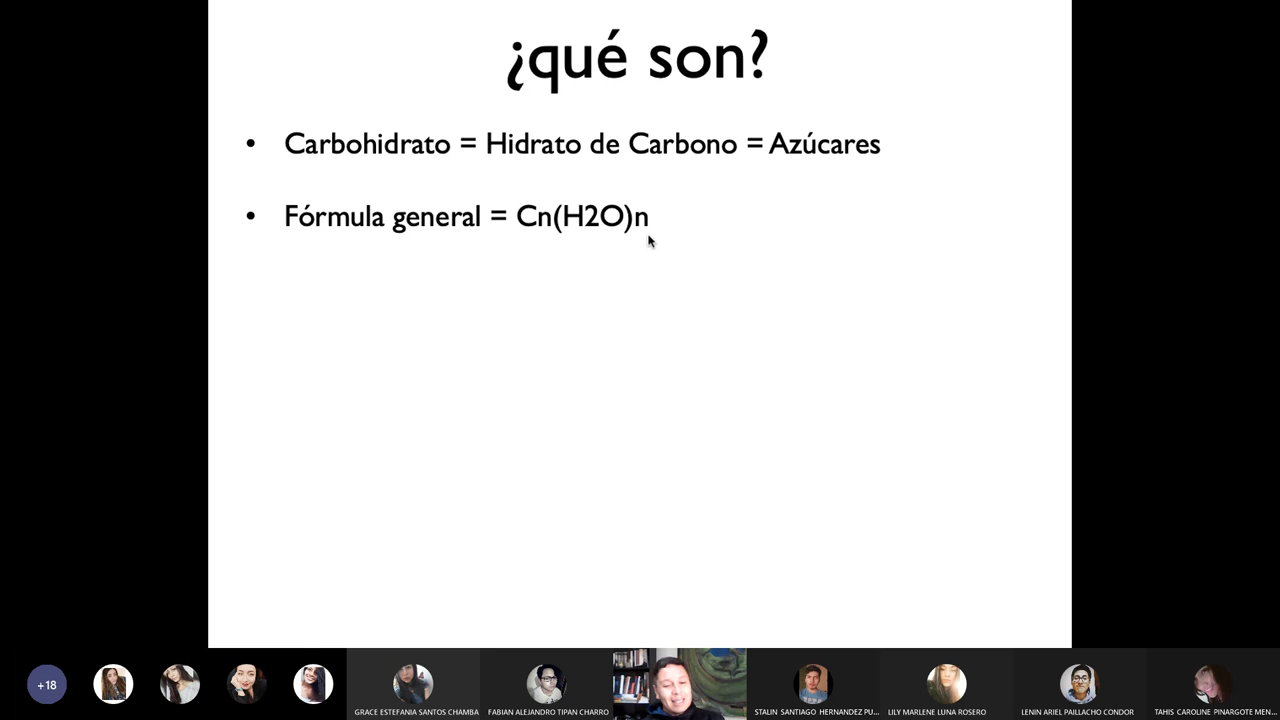 ¿qué son?
• Carbohidrato = Hidrato de Carbono = Azúcares
• Fórmula general = Cn(H2O)n
+18
GRACE ESTEFANIA SANTOS CHAMBA
FABIAN ALEJANDRO TIPAN CHARRO
STALIN SANTIAGO HERNANDEZ PU...
LILY MARLENE LUNA ROSERO
LENIN ARIEL PAILLACHO CONDOR
TAHIS CAROLINE PINARGOTE MEN...